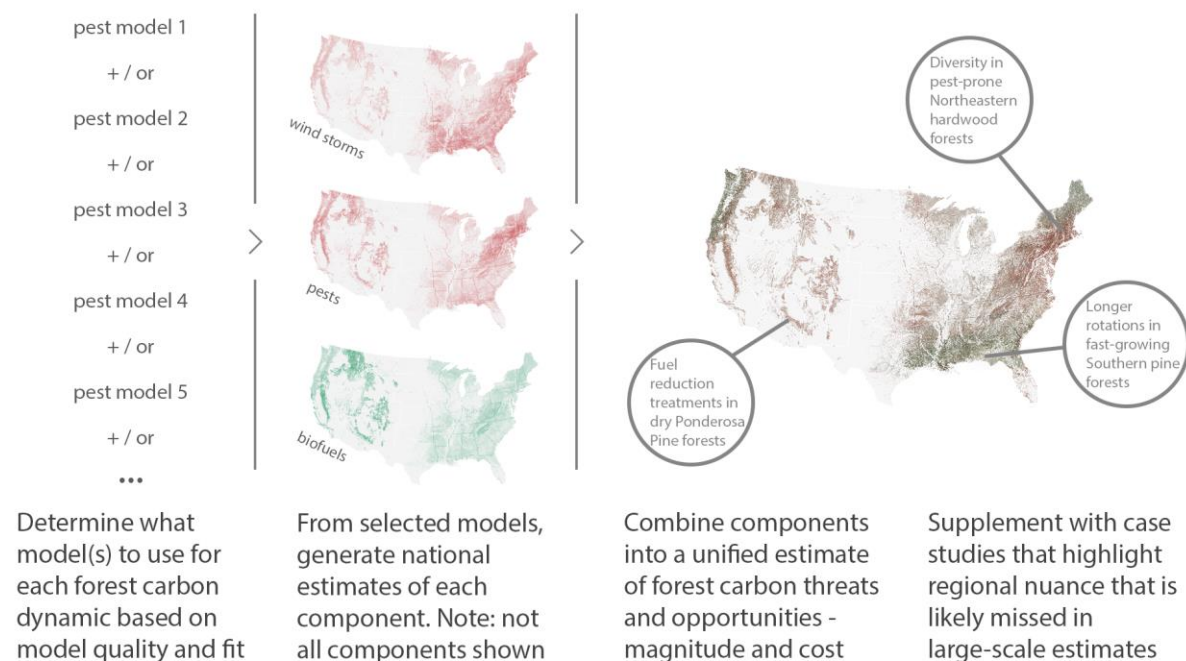 pest model 1
+ / or
pest model 2
+ / or
pest model 3
+ / or
pest model 4
+ / or
pest model 5
+ / or
•••
wind storms
pests
biofuels
Diversity in
pest-prone
Northeastern
hardwood
forests
Longer
rotations in
fast-growing
Southern pine
forests
Fuel
reduction
treatments in
dry Ponderosa
Pine forests
Determine what
model(s) to use for
each forest carbon
dynamic based on
model quality and fit
From selected models,
generate national
estimates of each
component. Note: not
all components shown
Combine components
into a unified estimate
of forest carbon threats
and opportunities -
magnitude and cost
Supplement with case
studies that highlight
regional nuance that is
likely missed in
large-scale estimates